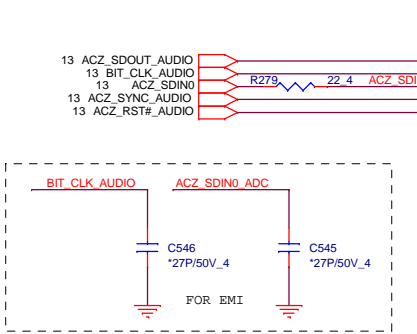 13 ACZ_SDOUT_AUDIO
13 BIT_CLK_AUDIO
13 ACZ_SDIN0 R279 22_4 ACZ_SDI
13 ACZ_SYNC_AUDIO
13 ACZ_RST#_AUDIO
BIT_CLK_AUDIO ACZ_SDIN0_ADC
C546 C545
*27P/50V_4 *27P/50V_4
FOR EMI